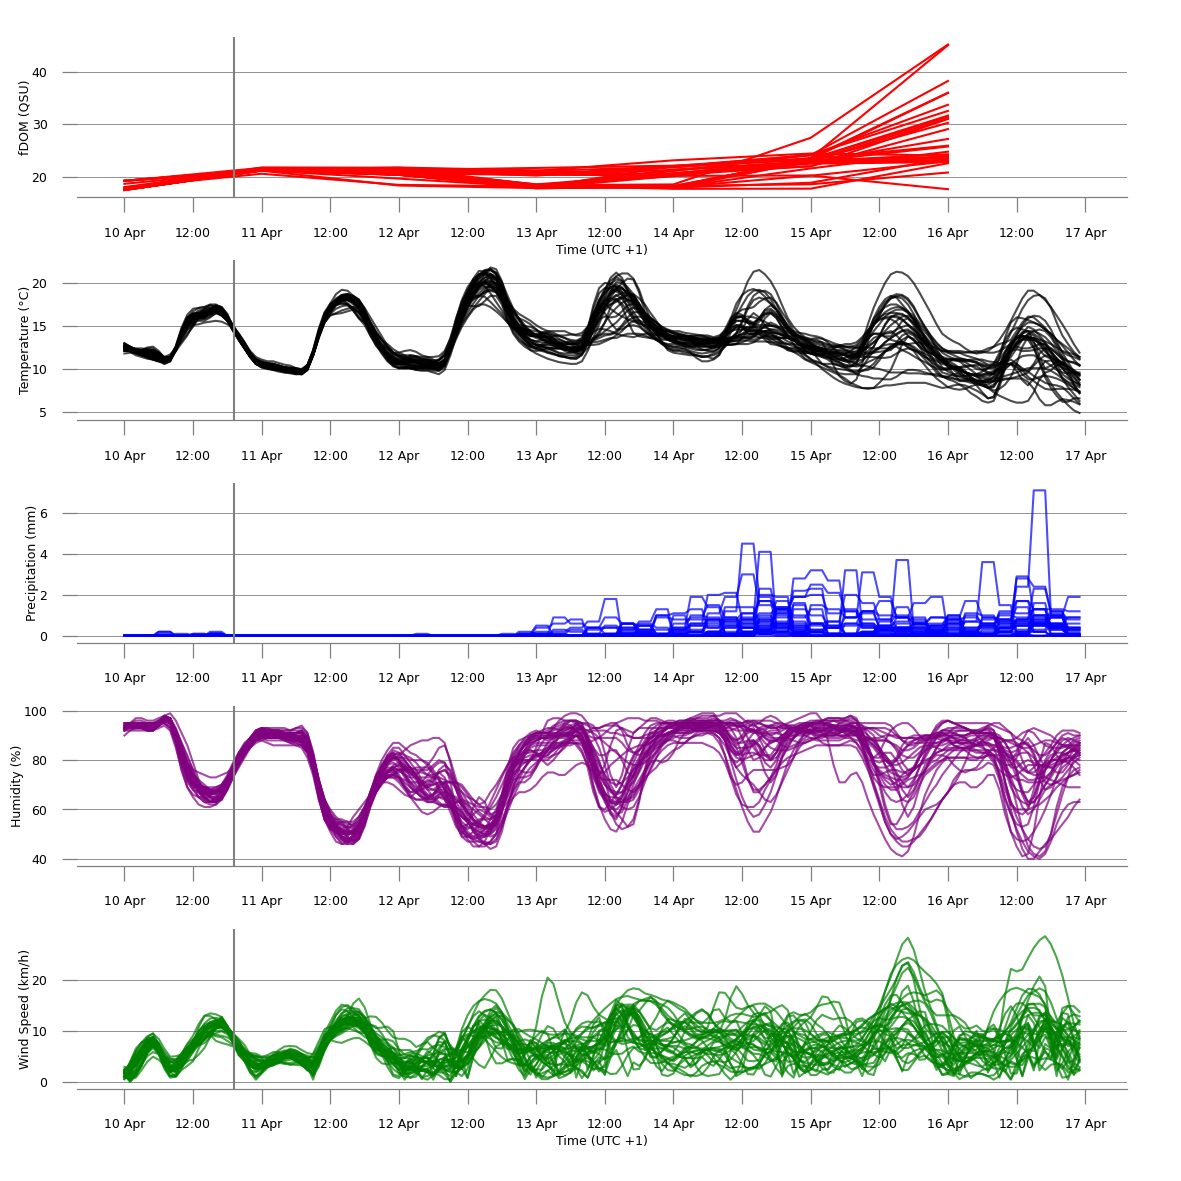 fDOM (QSU)
40
30
20
10 Apr 12:00 11 Apr 12:00 12 Apr 12:00 13 Apr 12:00 14 Apr 12:00 15 Apr 12:00 16 Apr 12:00 17 Apr
Time (UTC +1)
Temperature (°C)
20
15
10
5
10 Apr 12:00 11 Apr 12:00 12 Apr 12:00 13 Apr 12:00 14 Apr 12:00 15 Apr 12:00 16 Apr 12:00 17 Apr
Precipitation (mm)
6
4
2
0
10 Apr 12:00 11 Apr 12:00 12 Apr 12:00 13 Apr 12:00 14 Apr 12:00 15 Apr 12:00 16 Apr 12:00 17 Apr
Humidity (%)
100
80
60
40
10 Apr 12:00 11 Apr 12:00 12 Apr 12:00 13 Apr 12:00 14 Apr 12:00 15 Apr 12:00 16 Apr 12:00 17 Apr
Wind Speed (km/h)
20
10
0
10 Apr 12:00 11 Apr 12:00 12 Apr 12:00 13 Apr 12:00 14 Apr 12:00 15 Apr 12:00 16 Apr 12:00 17 Apr
Time (UTC +1)